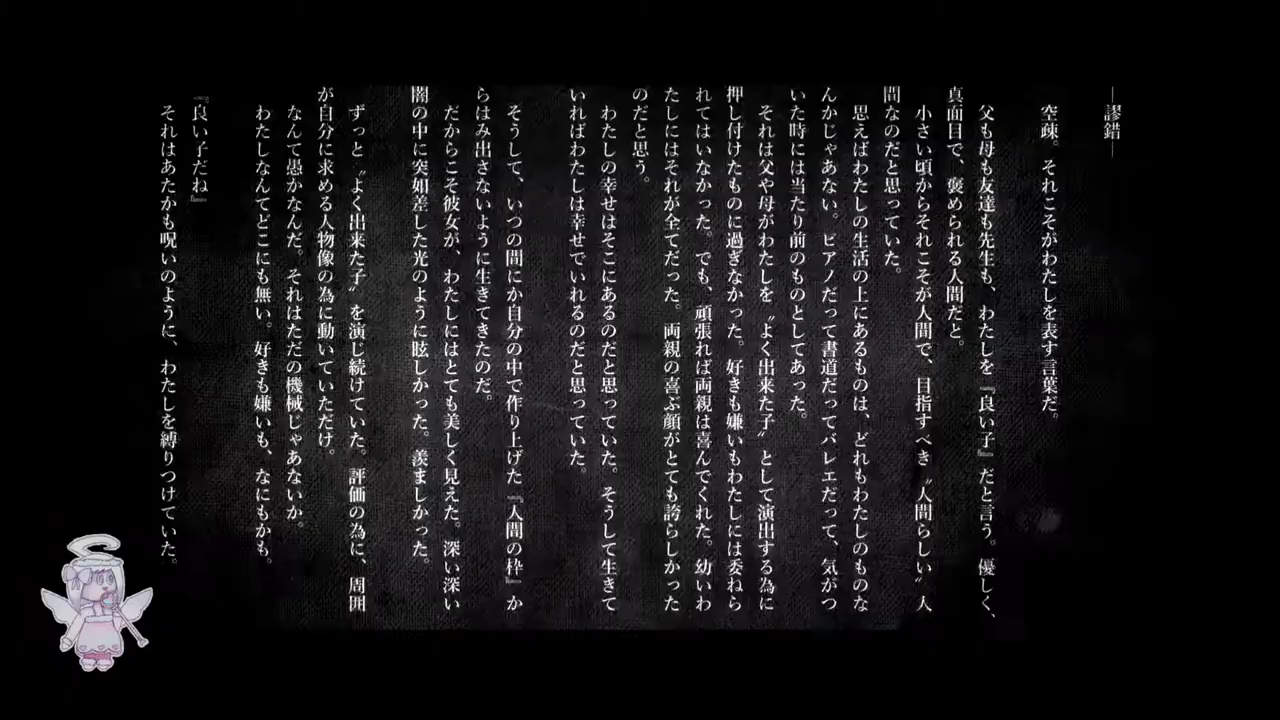 ―謬錯―
空疎。それこそがわたしを表す言葉だ。
父も母も友達も先生も、わたしを『良い子』だと言う。優しく、
真面目で、褒められる人間だと。
小さい頃からそれこそが人間で、目指すべき〝人間らしい〟人
間なのだと思っていた。
思えばわたしの生活の上にあるものは、どれもわたしのものな
んかじゃあない。ピアノだって書道だってバレエだって、気がつ
いた時には当たり前のものとしてあった。
それは父や母がわたしを〝よく出来た子〟として演出する為に
押し付けたものに過ぎなかった。好きも嫌いもわたしには委ねら
れてはいなかった。でも、頑張れば両親は喜んでくれた。幼いわ
たしにはそれが全てだった。両親の喜ぶ顔がとても誇らしかった
のだと思う。
わたしの幸せはそこにあるのだと思っていた。そうして生きて
いればわたしは幸せでいれるのだと思っていた。
そうして、いつの間にか自分の中で作り上げた『人間の枠』か
らはみ出さないように生きてきたのだ。
だからこそ彼女が、わたしにはとても美しく見えた。深い深い
闇の中に突如差した光のように眩しかった。羨ましかった。
ずっと〝よく出来た子〟を演じ続けていた。評価の為に、周囲
が自分に求める人物像の為に動いていただけ。
なんて愚かなんだ。それはただの機械じゃあないか。
わたしなんてどこにも無い。好きも嫌いも、なにもかも。
『良い子だね』
それはあたかも呪いのように、わたしを縛りつけていた。